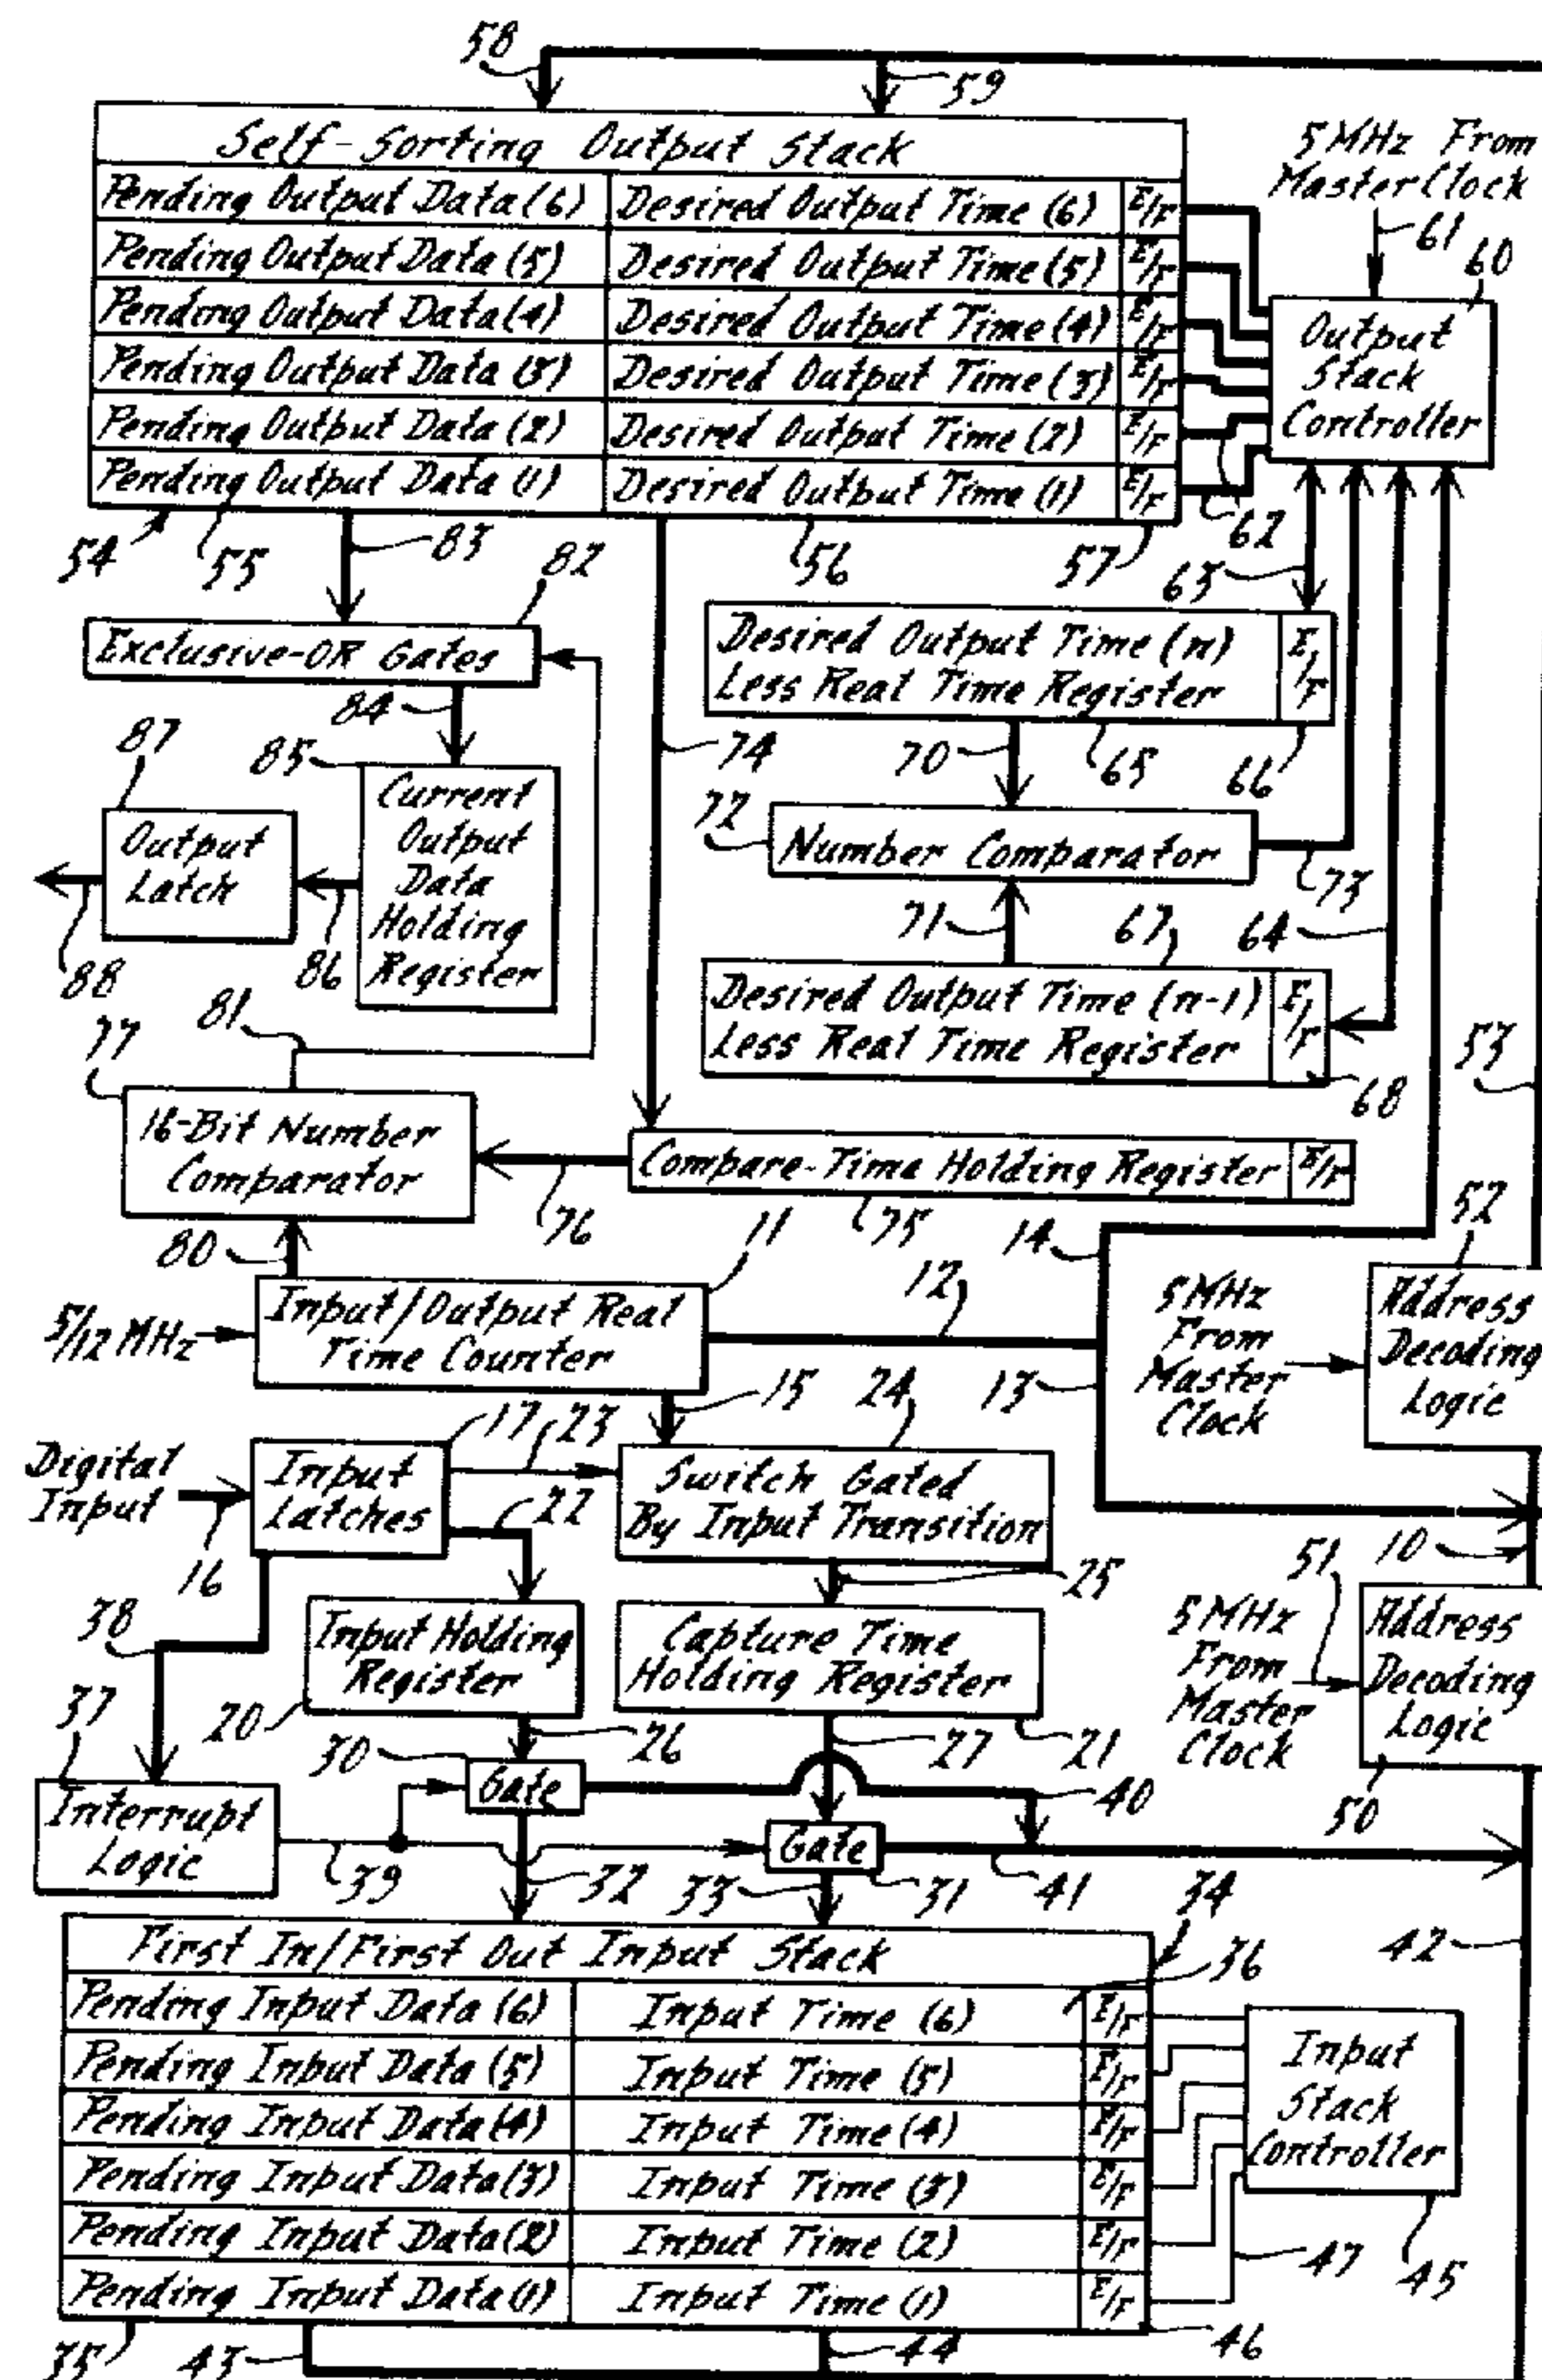 58
59
Self-Sorting Output Stack
5 MHz From
Master Clock
61
60
Pending Output Data (6) Desired Output Time (6) E/F
Pending Output Data (5) Desired Output Time (5) E/F
Pending Output Data (4) Desired Output Time (4) E/F
Pending Output Data (3) Desired Output Time (3) E/F
Pending Output Data (2) Desired Output Time (2) E/F
Pending Output Data (1) Desired Output Time (1) E/F
Output
Stack
Controller
54
55
83
82
56
57
63
62
Exclusive-OR Gates
Desired Output Time (n)
Less Real Time Register
E/F
84
87
85
74
70
65
66
Current
Output
Data
Holding
Register
Output
Latch
72
Number Comparator
73
88
86
71
67
64
Desired Output Time (n-1)
Less Real Time Register
E/F
81
77
68
53
16-Bit Number
Comparator
Compare-Time Holding Register E/F
80
76
11
75
14
52
5/12 MHz
Input/Output Real
Time Counter
12
5 MHz
From
Master
Clock
Address
Decoding
Logic
15
24
13
17
23
Digital
Input
Input
Latches
22
Switch Gated
By Input Transition
16
25
51
10
38
Input Holding
Register
Capture Time
Holding Register
5 MHz
From
Master
Clock
Address
Decoding
Logic
37
20
26
27
21
30
Gate
40
50
Interrupt
Logic
39
Gate
32
33
31
41
34
First In/First Out Input Stack
36
42
Pending Input Data (6) Input Time (6) E/F
Pending Input Data (5) Input Time (5) E/F
Pending Input Data (4) Input Time (4) E/F
Pending Input Data (3) Input Time (3) E/F
Pending Input Data (2) Input Time (2) E/F
Pending Input Data (1) Input Time (1) E/F
Input
Stack
Controller
47
45
35
43
44
46